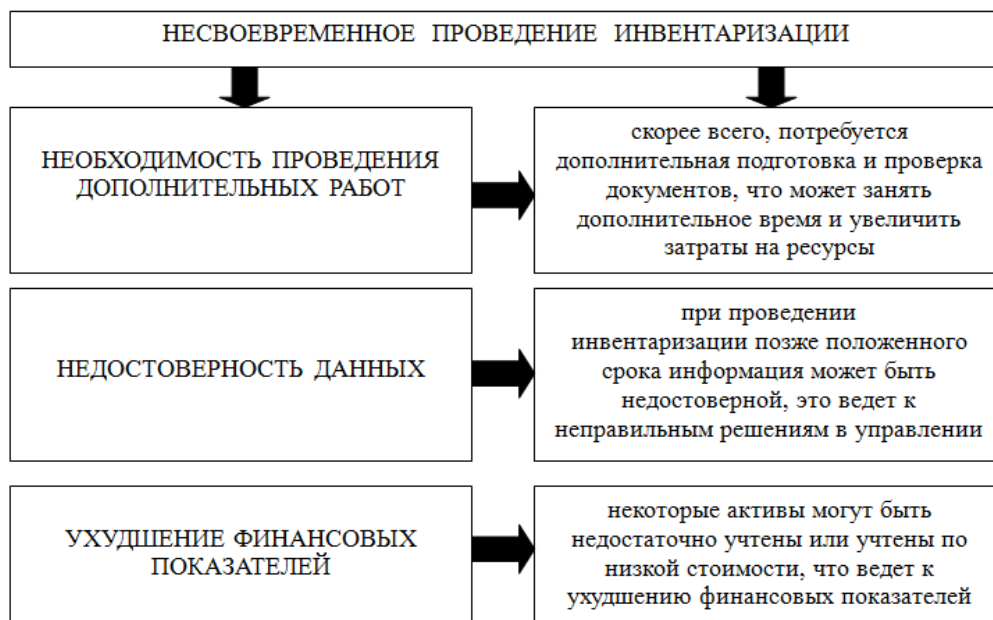 НЕСВОЕВРЕМЕННОЕ ПРОВЕДЕНИЕ ИНВЕНТАРИЗАЦИИ
НЕОБХОДИМОСТЬ ПРОВЕДЕНИЯ
ДОПОЛНИТЕЛЬНЫХ РАБОТ
скорее всего, потребуется
дополнительная подготовка и проверка
документов, что может занять
дополнительное время и увеличить
затраты на ресурсы
НЕДОСТОВЕРНОСТЬ ДАННЫХ
при проведении
инвентаризации позже положенного
срока информация может быть
недостоверной, это ведет к
неправильным решениям в управлении
УХУДШЕНИЕ ФИНАНСОВЫХ
ПОКАЗАТЕЛЕЙ
некоторые активы могут быть
недостаточно учтены или учтены по
низкой стоимости, что ведет к
ухудшению финансовых показателей